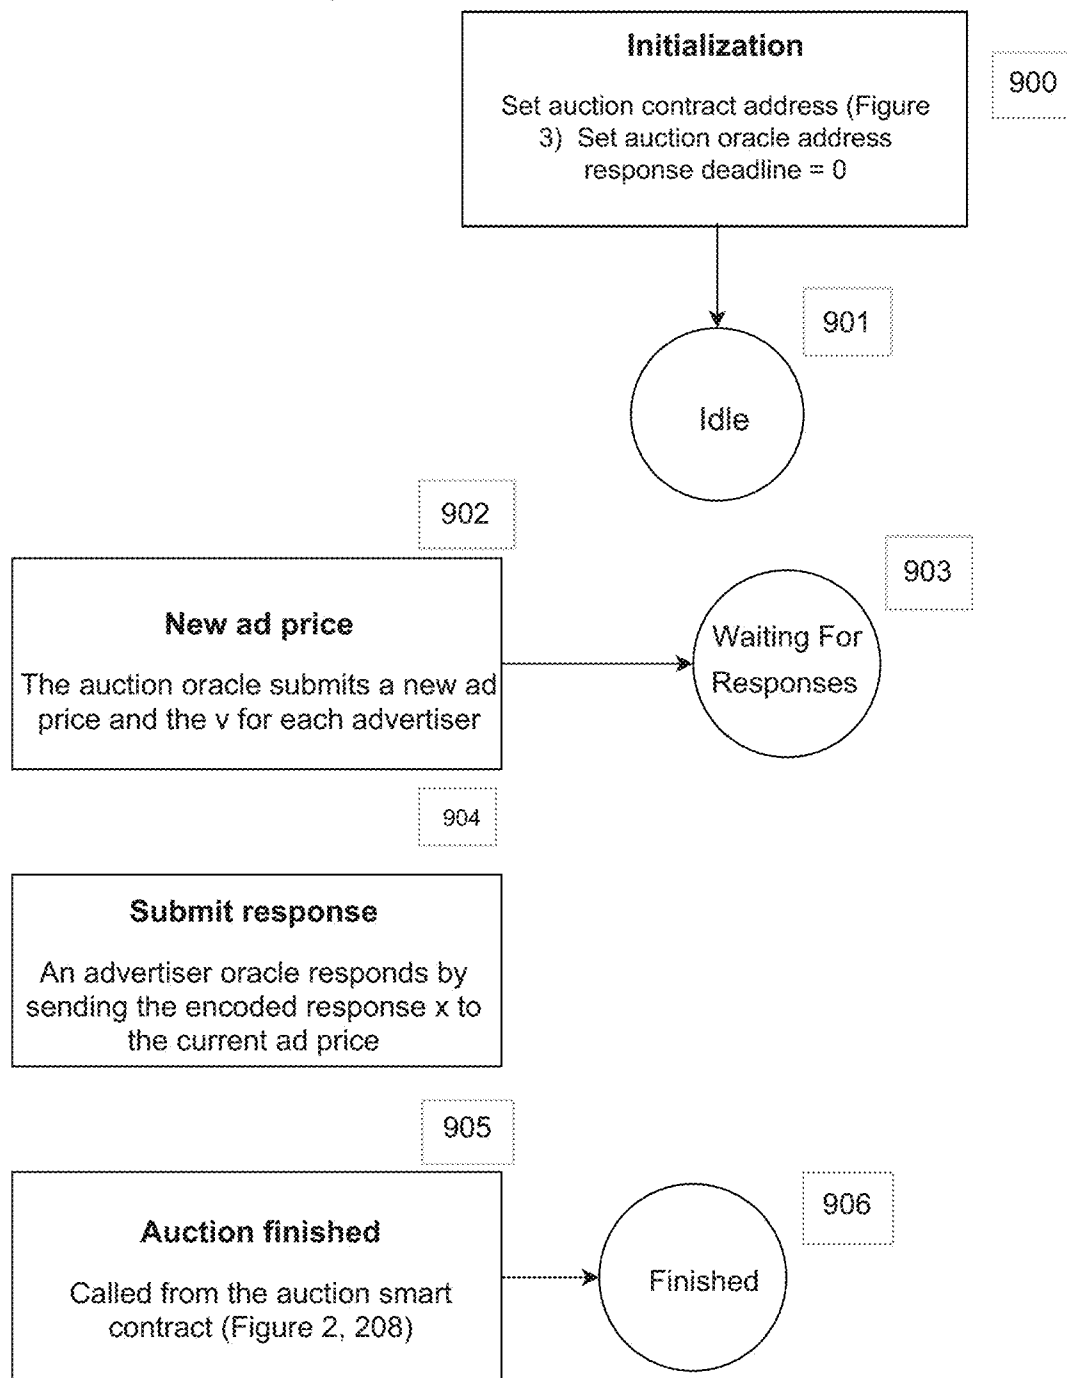 Initialization
900
Set auction contract address (Figure
3) Set auction oracle address
response deadline = 0
901
Idle
902
903
New ad price
The auction oracle submits a new ad
price and the v for each advertiser
Waiting For
Responses
904
Submit response
An advertiser oracle responds by
sending the encoded response x to
the current ad price
905
906
Auction finished
Called from the auction smart
contract (Figure 2, 208)
Finished